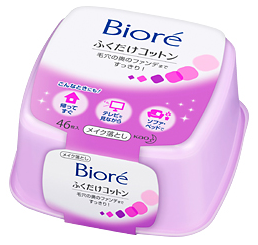 Bioré
ふくだけコットン
毛穴の奥のファンデまで
すっきり!
こんなときにも!
帰って
すぐ
テレビを
見ながら
ソファ・
ベッドで
46枚入
メイク落とし
Kao
メイク落とし
Bioré
ふくだけコットン
毛穴の奥のファンデまで
すっきり!